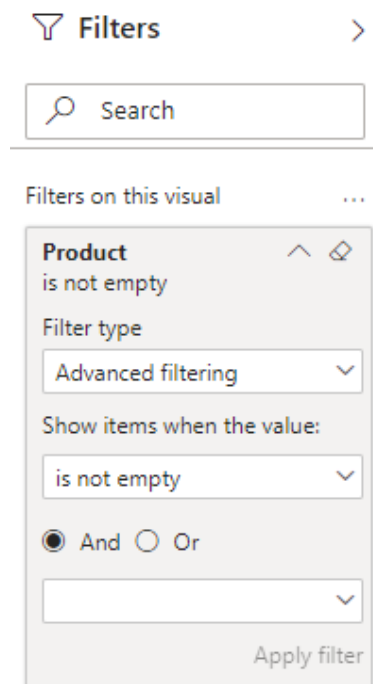 Filters
Search
Filters on this visual
Product
is not empty
Filter type
Advanced filtering
Show items when the value:
is not empty
And Or
Apply filter